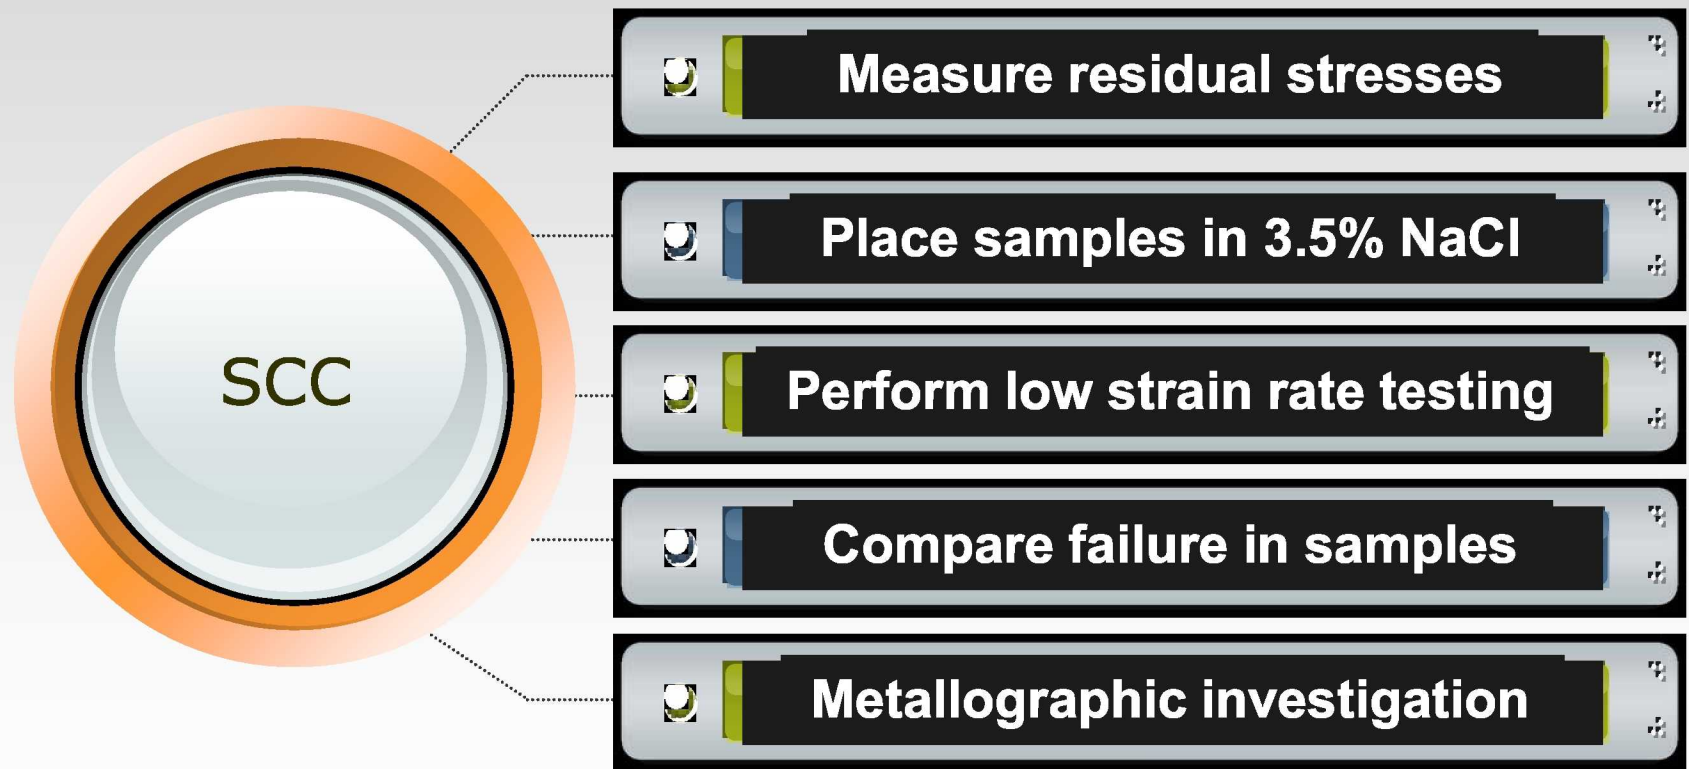 SCC
Measure residual stresses
Place samples in 3.5% NaCl
Perform low strain rate testing
Compare failure in samples
Metallographic investigation